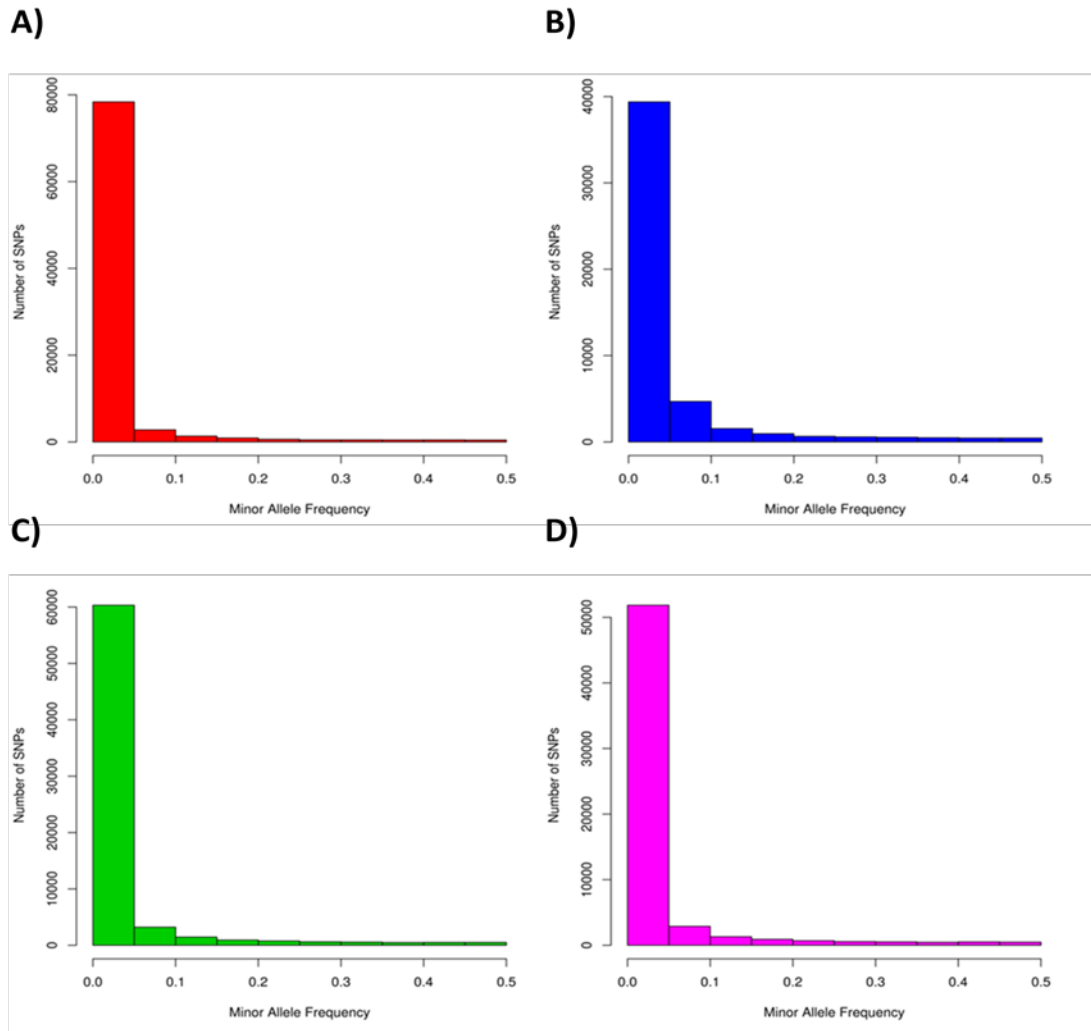 A)
B)
80000
60000
40000
20000
0
Number of SNPs
0.0 0.1 0.2 0.3 0.4 0.5
Minor Allele Frequency
40000
30000
20000
10000
0
Number of SNPs
0.0 0.1 0.2 0.3 0.4 0.5
Minor Allele Frequency
C)
D)
60000
50000
40000
30000
20000
10000
0
Number of SNPs
0.0 0.1 0.2 0.3 0.4 0.5
Minor Allele Frequency
50000
40000
30000
20000
10000
0
Number of SNPs
0.0 0.1 0.2 0.3 0.4 0.5
Minor Allele Frequency